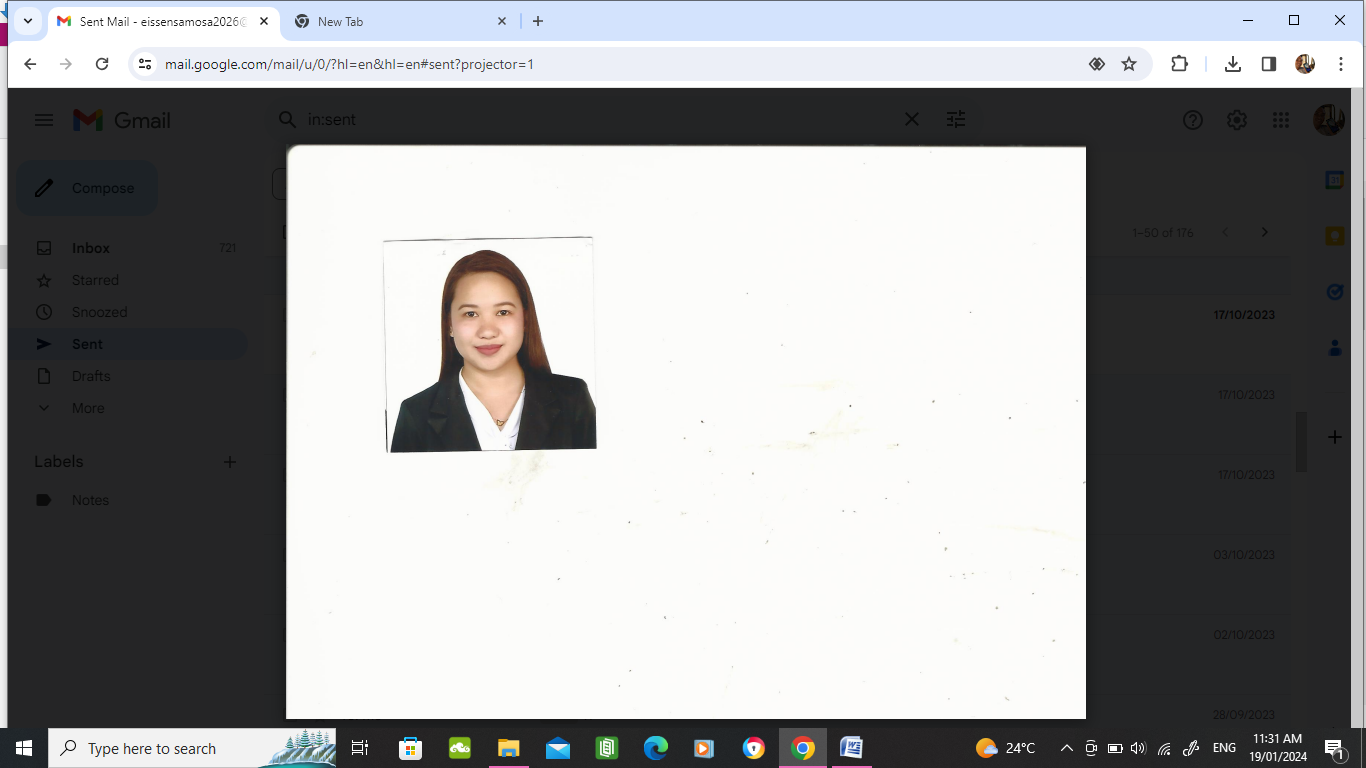 Sent Mail - eissensamosa2026@
New Tab
mail.google.com/mail/u/0/?hl=en&hl=en#sent?projector=1
Gmail
in:sent
Compose
Inbox 721
Starred
Snoozed
Sent
Drafts
More
Labels
Notes
1–50 of 176
17/10/2023
17/10/2023
17/10/2023
03/10/2023
02/10/2023
28/09/2023
Type here to search
24°C
ENG
11:31 AM
19/01/2024
1